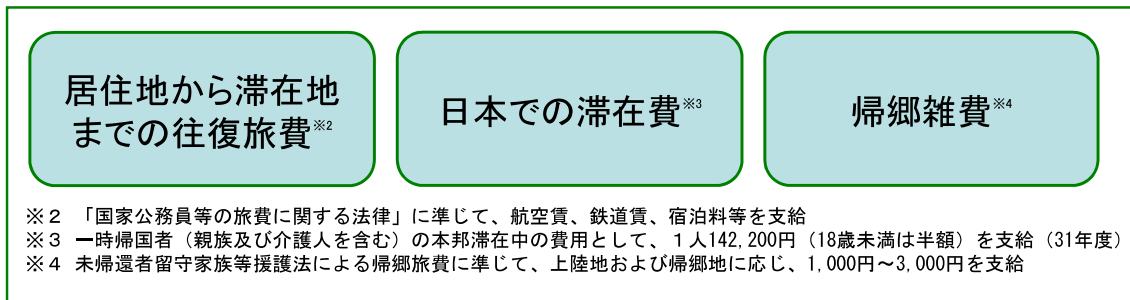 居住地から滞在地
までの往復旅費※2
日本での滞在費※3
帰郷雑費※4
※２　「国家公務員等の旅費に関する法律」に準じて、航空賃、鉄道賃、宿泊料等を支給
※３　一時帰国者（親族及び介護人を含む）の本邦滞在中の費用として、１人142,200円（18歳未満は半額）を支給（31年度）
※４　未帰還者留守家族等援護法による帰郷旅費に準じて、上陸地および帰郷地に応じ、1,000円～3,000円を支給